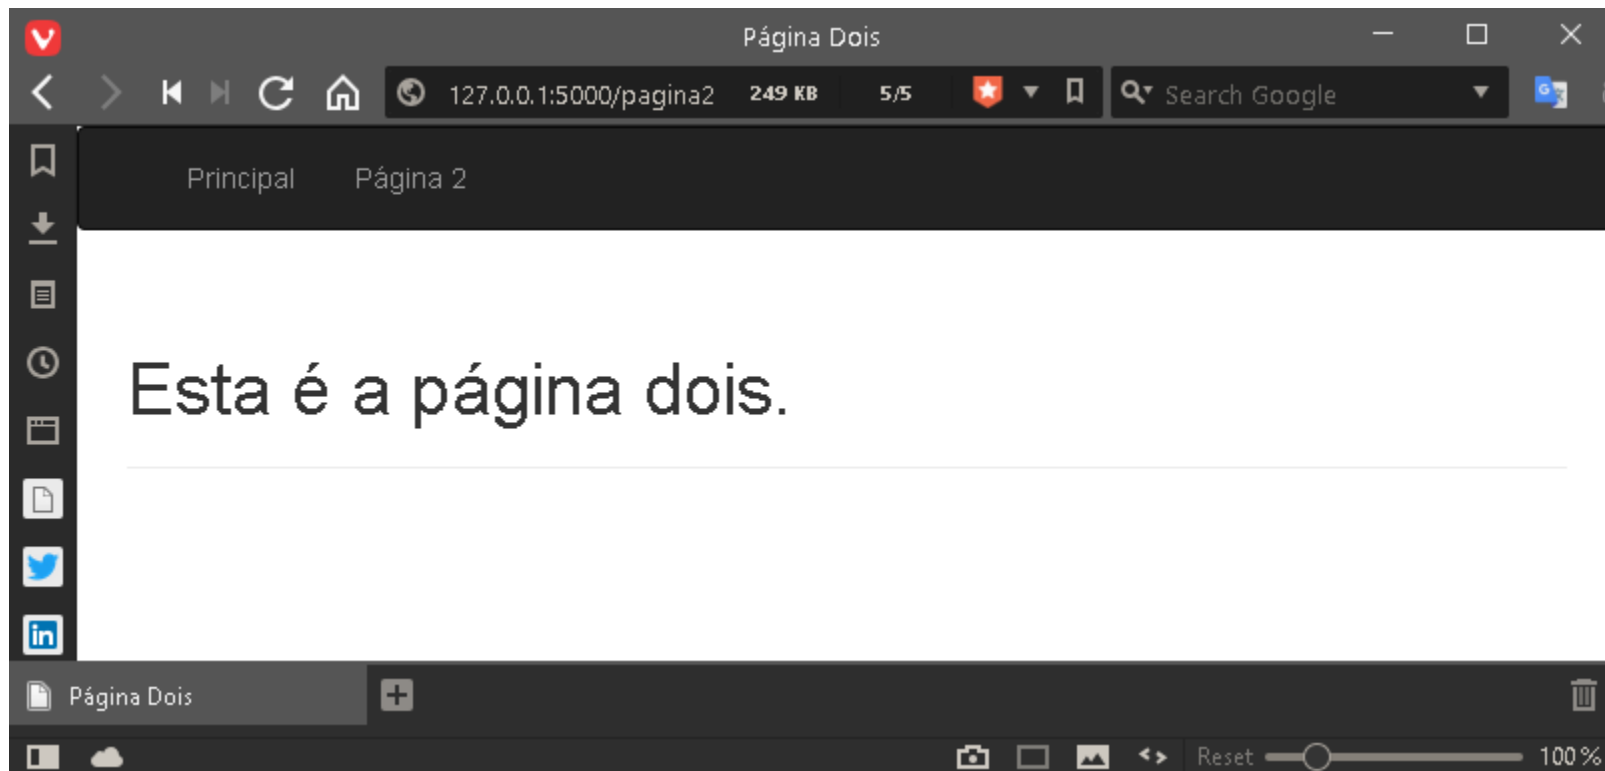 Página Dois
127.0.0.1:5000/pagina2 249 KB 5/5 Search Google
Principal Página 2
Esta é a página dois.
in
Página Dois
Reset 100 %